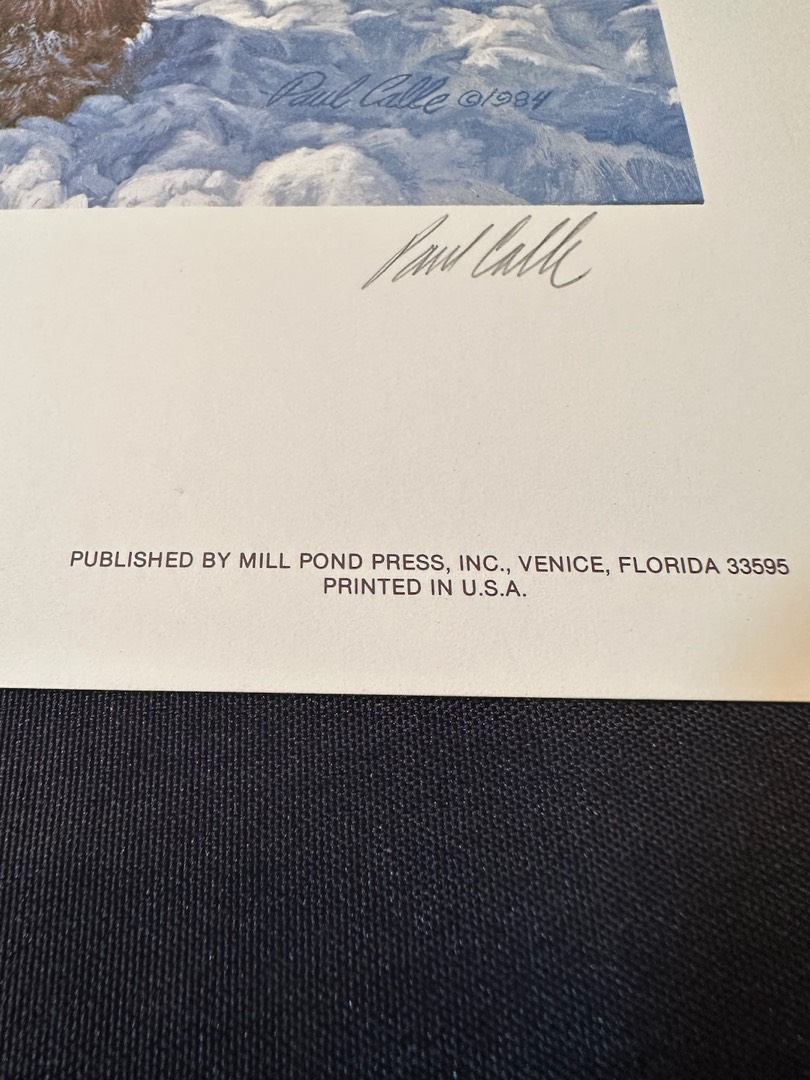 Paul Calle ©1984
Paul Calle
PUBLISHED BY MILL POND PRESS, INC., VENICE, FLORIDA 33595
PRINTED IN U.S.A.